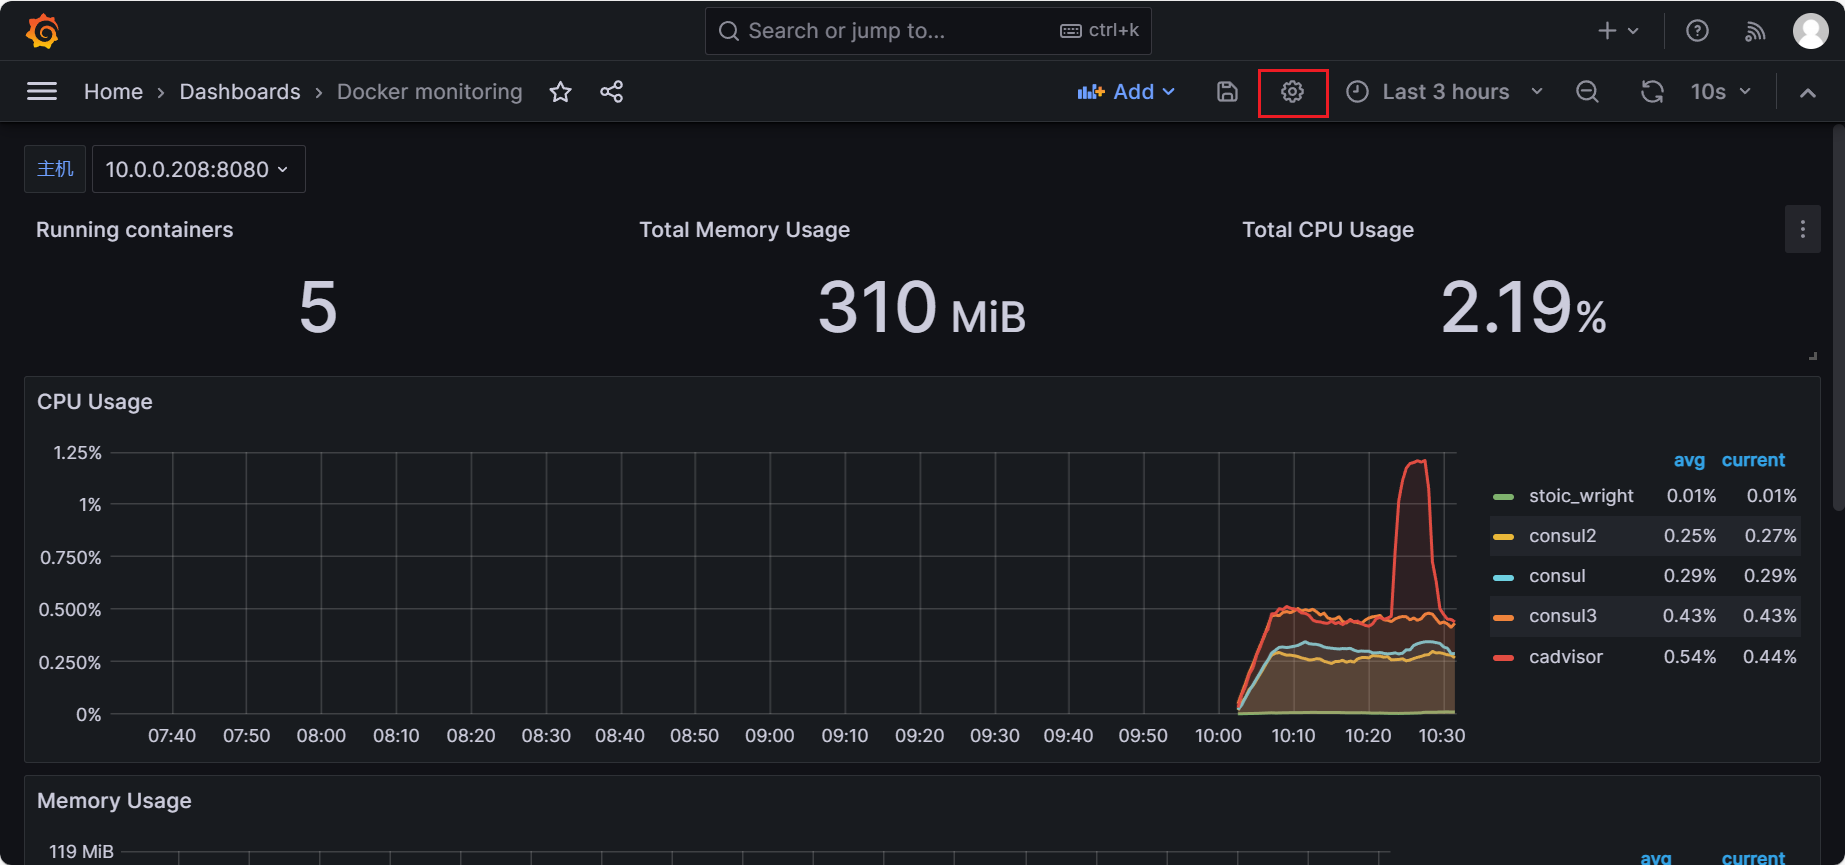 Search or jump to... ctrl+k
Home › Dashboards › Docker monitoring Add Last 3 hours 10s
主机 10.0.0.208:8080
Running containers
5
Total Memory Usage
310 MiB
Total CPU Usage
2.19%
CPU Usage
1.25%
1%
0.750%
0.500%
0.250%
0%
07:40 07:50 08:00 08:10 08:20 08:30 08:40 08:50 09:00 09:10 09:20 09:30 09:40 09:50 10:00 10:10 10:20 10:30
avg current
stoic_wright 0.01% 0.01%
consul2 0.25% 0.27%
consul 0.29% 0.29%
consul3 0.43% 0.43%
cadvisor 0.54% 0.44%
Memory Usage
119 MiB
avg current